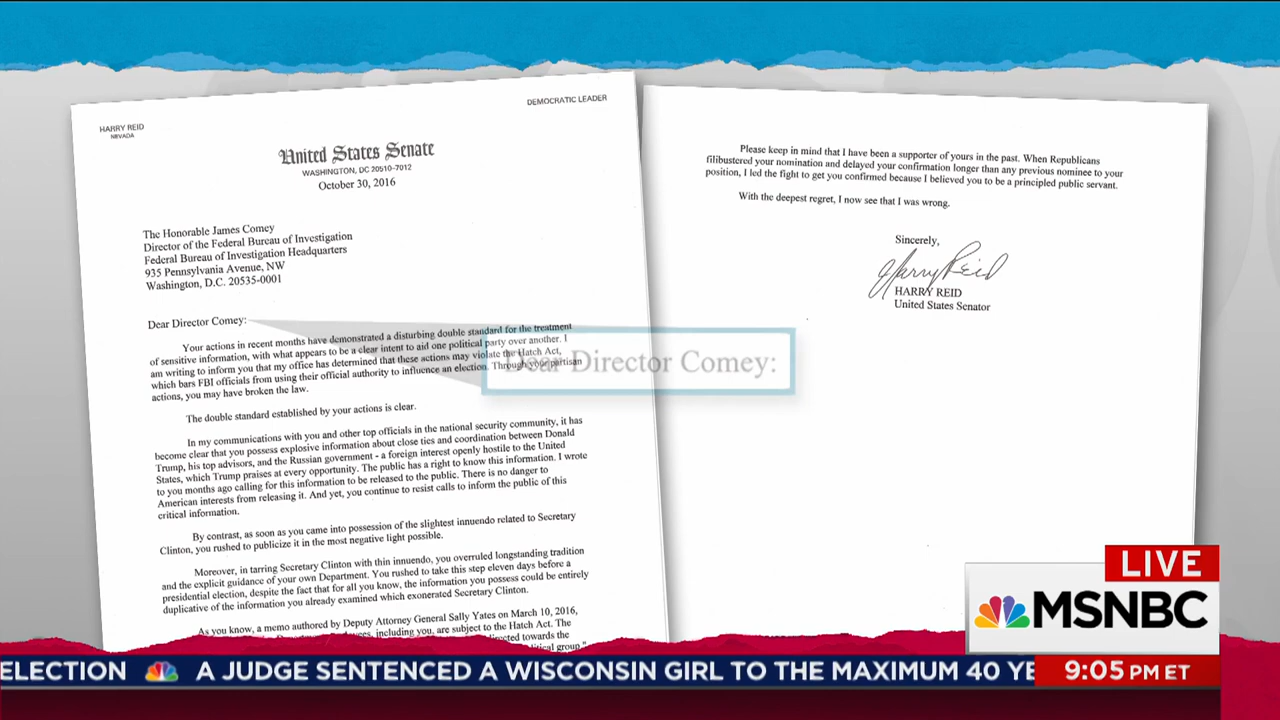 HARRY REID
NEVADA
DEMOCRATIC LEADER
United States Senate
WASHINGTON, DC 20510-7012
October 30, 2016
The Honorable James Comey
Director of the Federal Bureau of Investigation
Federal Bureau of Investigation Headquarters
935 Pennsylvania Avenue, NW
Washington, D.C. 20535-0001
Dear Director Comey:
Your actions in recent months have demonstrated a disturbing double standard for the treatment
of sensitive information, with what appears to be a clear intent to aid one political party over another. I
am writing to inform you that my office has determined that these actions may violate the Hatch Act,
which bars FBI officials from using their official authority to influence an election. Through your partisan
actions, you may have broken the law.
The double standard established by your actions is clear.
In my communications with you and other top officials in the national security community, it has
become clear that you possess explosive information about close ties and coordination between Donald
Trump, his top advisors, and the Russian government - a foreign interest openly hostile to the United
States, which Trump praises at every opportunity. The public has a right to know this information. I wrote
to you months ago calling for this information to be released to the public. There is no danger to
American interests from releasing it. And yet, you continue to resist calls to inform the public of this
critical information.
By contrast, as soon as you came into possession of the slightest innuendo related to Secretary
Clinton, you rushed to publicize it in the most negative light possible.
Moreover, in tarring Secretary Clinton with thin innuendo, you overruled longstanding tradition
and the explicit guidance of your own Department. You rushed to take this step eleven days before a
presidential election, despite the fact that for all you know, the information you possess could be entirely
duplicative of the information you already examined which exonerated Secretary Clinton.
As you know, a memo authored by Deputy Attorney General Sally Yates on March 10, 2016,
including you, are subject to the Hatch Act. The
towards the
group."
Dear Director Comey:
Please keep in mind that I have been a supporter of yours in the past. When Republicans
filibustered your nomination and delayed your confirmation longer than any previous nominee to your
position, I led the fight to get you confirmed because I believed you to be a principled public servant.
With the deepest regret, I now see that I was wrong.
Sincerely,
Harry Reid
HARRY REID
United States Senator
LIVE
MSNBC
ELECTION A JUDGE SENTENCED A WISCONSIN GIRL TO THE MAXIMUM 40 YE
9:05 PM ET